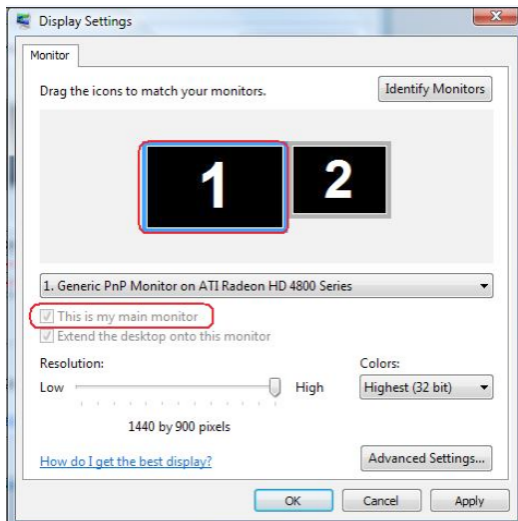 Display Settings
Monitor
Drag the icons to match your monitors.
Identify Monitors
1
2
1. Generic PnP Monitor on ATI Radeon HD 4800 Series
This is my main monitor
Extend the desktop onto this monitor
Resolution:
Colors:
Low
High
Highest (32 bit)
1440 by 900 pixels
How do I get the best display?
Advanced Settings...
OK
Cancel
Apply